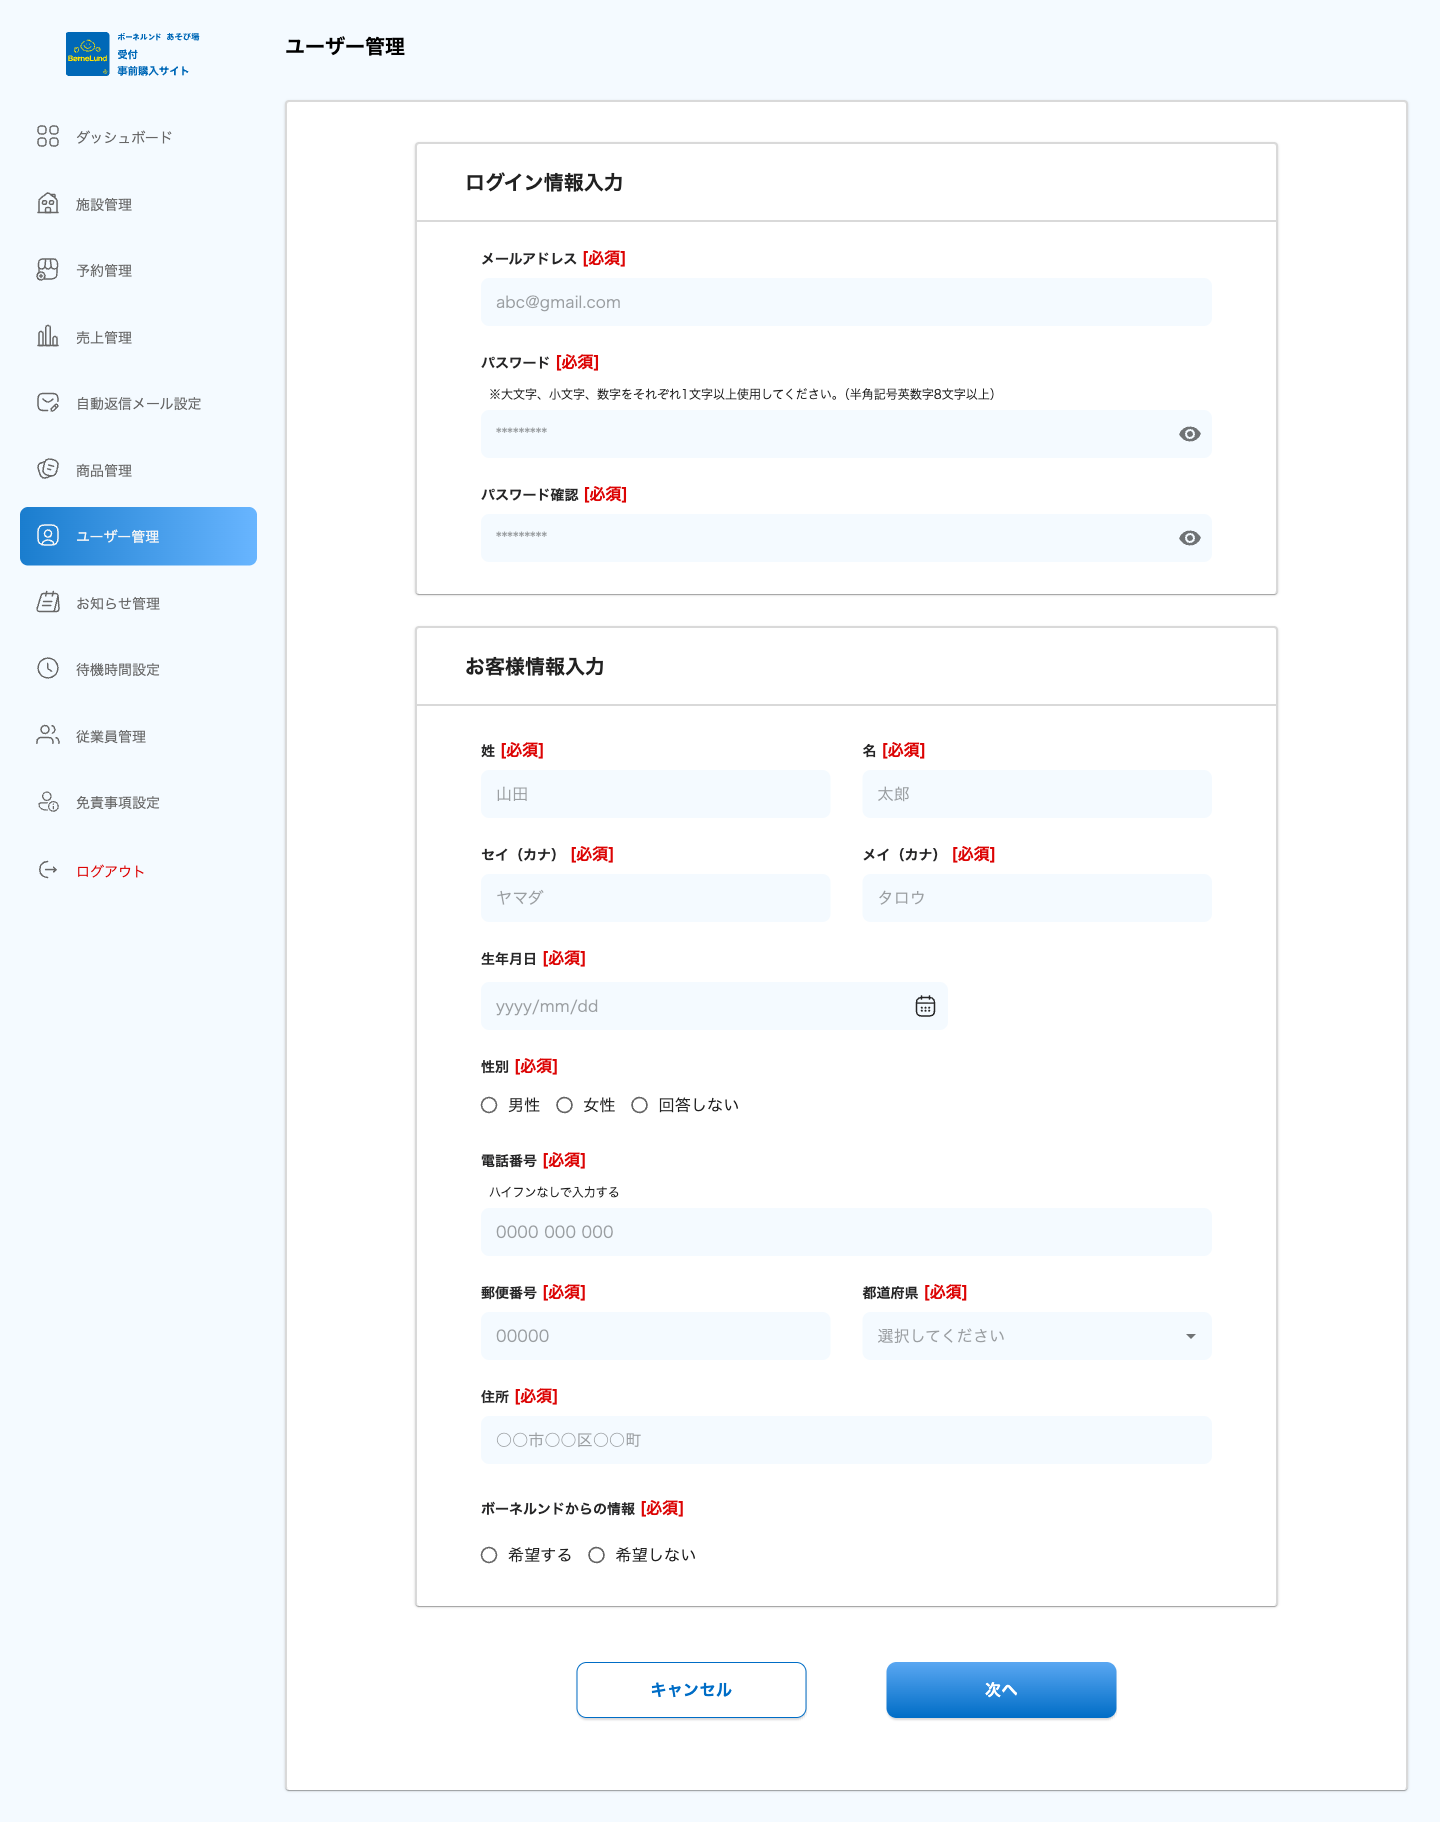 ボーネルンド あそび場
受付
事前購入サイト
BørneLund
ダッシュボード
施設管理
予約管理
売上管理
自動返信メール設定
商品管理
ユーザー管理
お知らせ管理
待機時間設定
従業員管理
免責事項設定
ログアウト
ユーザー管理
ログイン情報入力
メールアドレス [必須]
abc@gmail.com
パスワード [必須]
※大文字、小文字、数字をそれぞれ1文字以上使用してください。(半角記号英数字8文字以上)
*********
パスワード確認 [必須]
*********
お客様情報入力
姓 [必須] 名 [必須]
山田 太郎
セイ（カナ） [必須] メイ（カナ） [必須]
ヤマダ タロウ
生年月日 [必須]
yyyy/mm/dd
性別 [必須]
男性 女性 回答しない
電話番号 [必須]
ハイフンなしで入力する
0000 000 000
郵便番号 [必須] 都道府県 [必須]
00000 選択してください
住所 [必須]
〇〇市〇〇区〇〇町
ボーネルンドからの情報 [必須]
希望する 希望しない
キャンセル 次へ